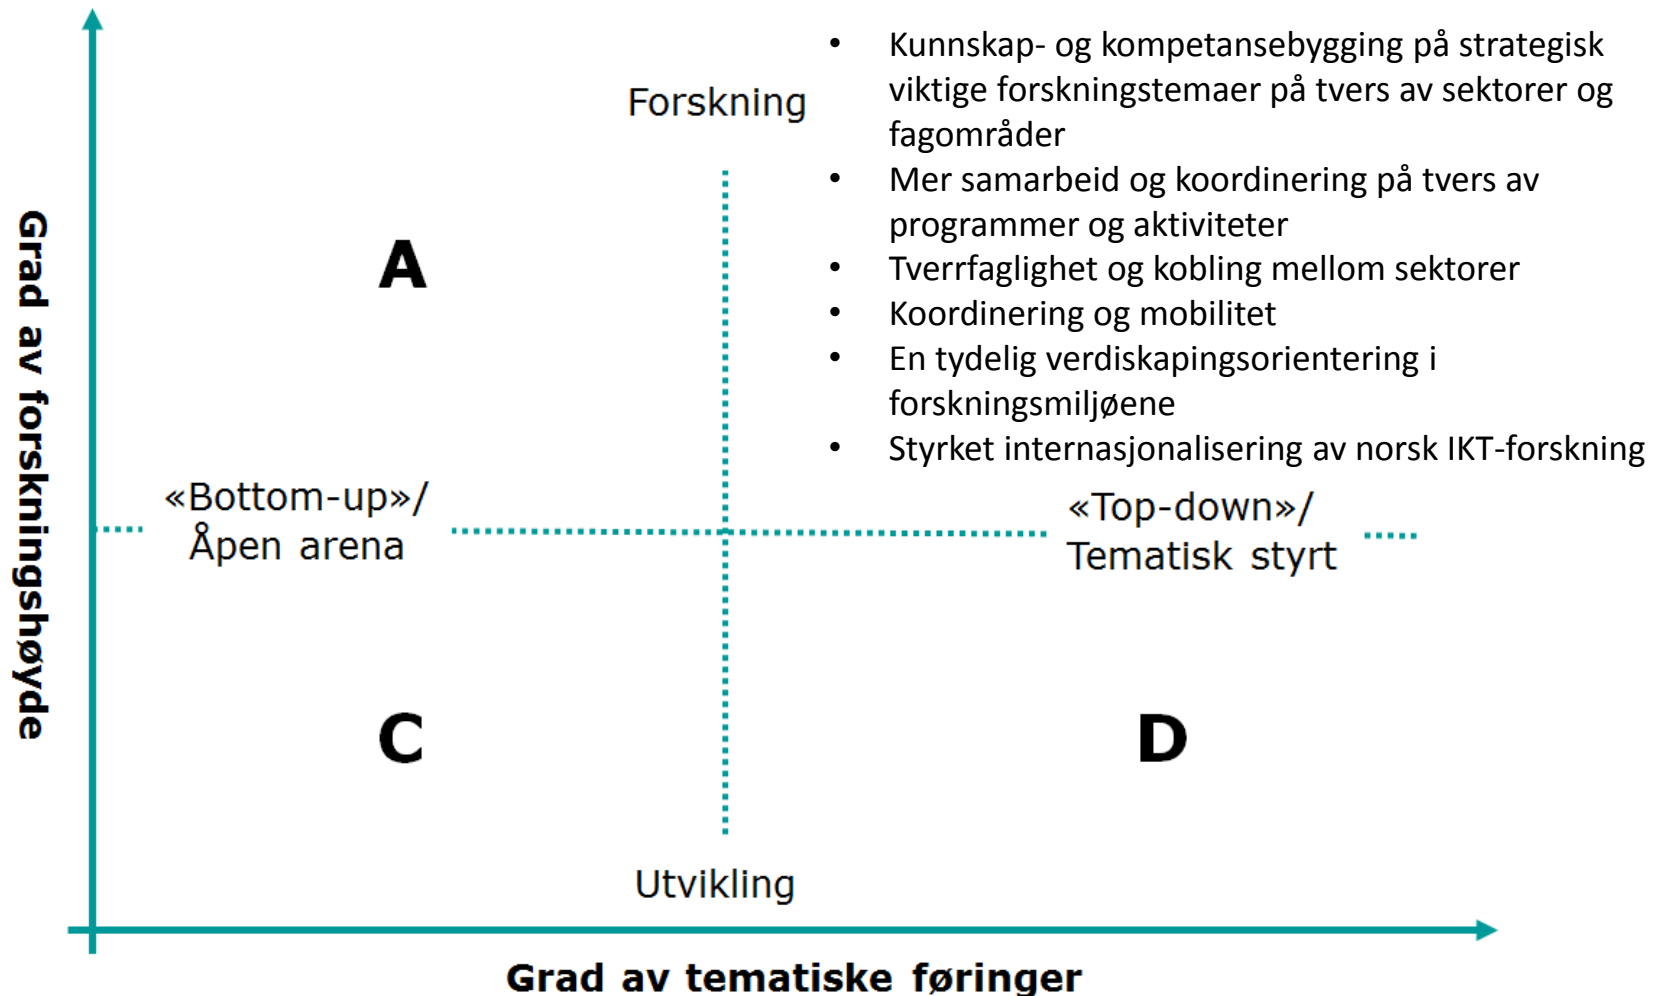 Forskning
• Kunnskap- og kompetansebygging på strategisk
viktige forskningstemaer på tvers av sektorer og
fagområder
• Mer samarbeid og koordinering på tvers av
programmer og aktiviteter
• Tverrfaglighet og kobling mellom sektorer
• Koordinering og mobilitet
• En tydelig verdiskapingsorientering i
forskningsmiljøene
• Styrket internasjonalisering av norsk IKT-forskning
Grad av forskningshøyde
A
«Bottom-up»/
Åpen arena
«Top-down»/
Tematisk styrt
C
D
Utvikling
Grad av tematiske føringer